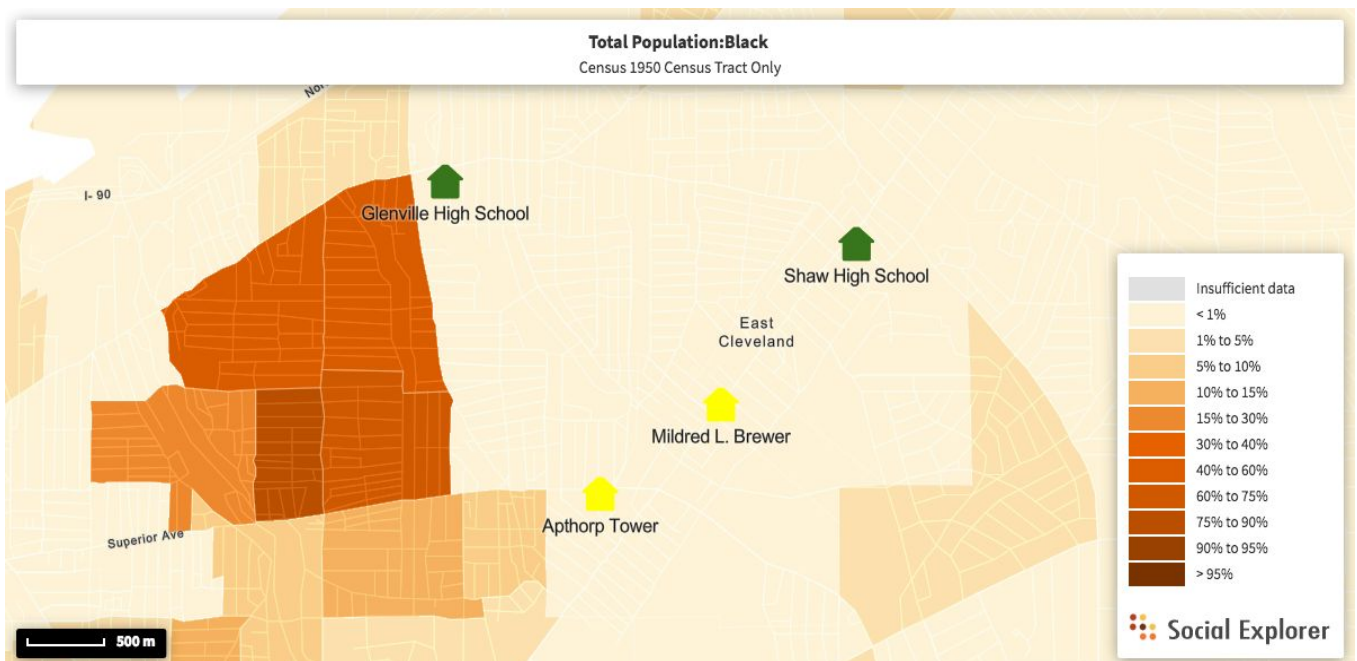 Total Population:Black
Census 1950 Census Tract Only
I- 90
Glenville High School
Shaw High School
East
Cleveland
Mildred L. Brewer
Apthorp Tower
Superior Ave
500 m
Insufficient data
< 1%
1% to 5%
5% to 10%
10% to 15%
15% to 30%
30% to 40%
40% to 60%
60% to 75%
75% to 90%
90% to 95%
> 95%
Social Explorer